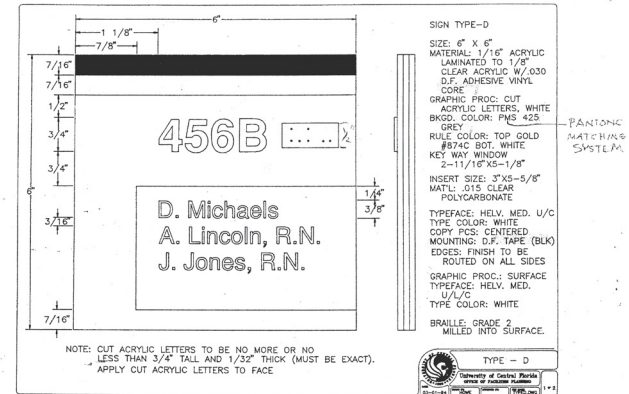 6"
1 1/8"
7/8"
7/16"
7/16"
1/2"
3/4"
3/4"
6"
3/16"
7/16"
456B
1/2"
1/4"
3/8"
D. Michaels
A. Lincoln, R.N.
J. Jones, R.N.
NOTE: CUT ACRYLIC LETTERS TO BE NO MORE OR NO
LESS THAN 3/4" TALL AND 1/32" THICK (MUST BE EXACT).
APPLY CUT ACRYLIC LETTERS TO FACE
SIGN TYPE-D
SIZE: 6" X 6"
MATERIAL: 1/16" ACRYLIC
LAMINATED TO 1/8"
CLEAR ACRYLIC W/.030
D.F. ADHESIVE VINYL
CORE
GRAPHIC PROC: CUT
ACRYLIC LETTERS, WHITE
BKGD. COLOR: PMS 425
GREY
RULE COLOR: TOP GOLD
#874C BOT. WHITE
KEY WAY WINDOW
2-11/16"X5-1/8"
INSERT SIZE: 3"X5-5/8"
MAT'L: .015 CLEAR
POLYCARBONATE
TYPEFACE: HELV. MED. U/C
TYPE COLOR: WHITE
COPY PCS: CENTERED
MOUNTING: D.F. TAPE (BLK)
EDGES: FINISH TO BE
ROUTED ON ALL SIDES
GRAPHIC PROC.: SURFACE
TYPEFACE: HELV. MED.
U/L/C
TYPE COLOR: WHITE
BRAILLE: GRADE 2
MILLED INTO SURFACE.
PANTONE
MATCHING
SYSTEM
TYPE - D
University of Central Florida
OFFICE OF FACILITIES PLANNING
HOWE